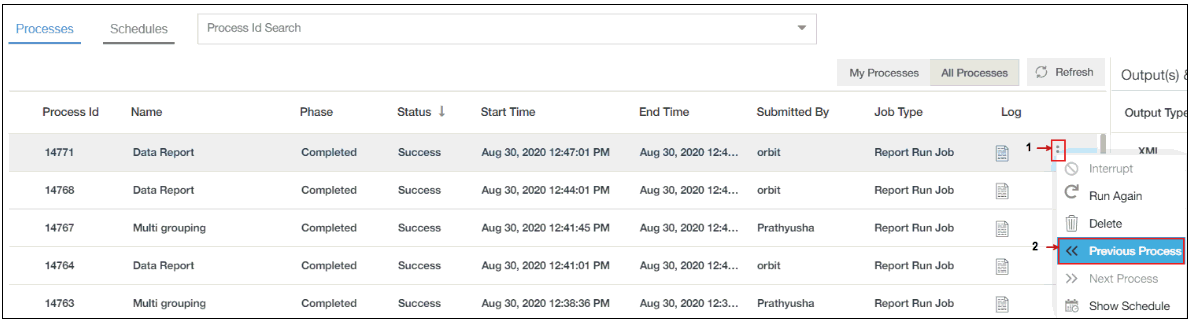 Processes Schedules Process Id Search
My Processes All Processes Refresh Output(s) &
Process Id Name Phase Status ↓ Start Time End Time Submitted By Job Type Log Output Type
14771 Data Report Completed Success Aug 30, 2020 12:47:01 PM Aug 30, 2020 12:4... orbit Report Run Job 1 XML
Interrupt
14768 Data Report Completed Success Aug 30, 2020 12:44:01 PM Aug 30, 2020 12:4... orbit Report Run Job
Run Again
Delete
14767 Multi grouping Completed Success Aug 30, 2020 12:41:45 PM Aug 30, 2020 12:4... Prathyusha Report Run Job
2 Previous Process
14764 Data Report Completed Success Aug 30, 2020 12:41:01 PM Aug 30, 2020 12:4... orbit Report Run Job
Next Process
14763 Multi grouping Completed Success Aug 30, 2020 12:38:36 PM Aug 30, 2020 12:3... Prathyusha Report Run Job
Show Schedule